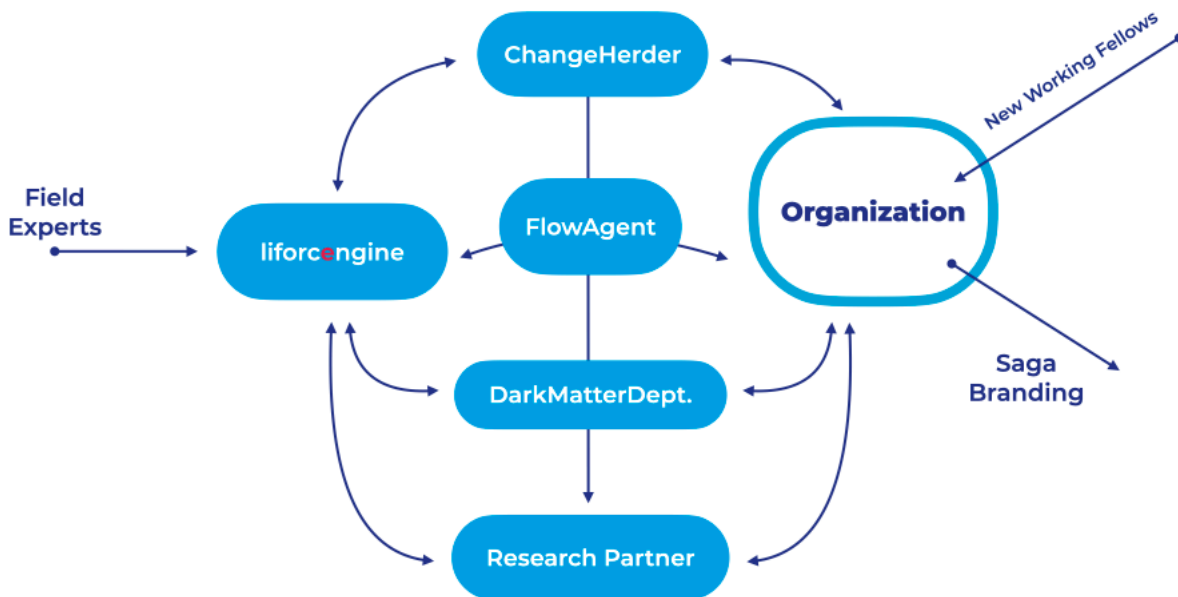 ChangeHerder
New Working Fellows
Field
Experts
liforcengine
FlowAgent
Organization
DarkMatterDept.
Saga
Branding
Research Partner